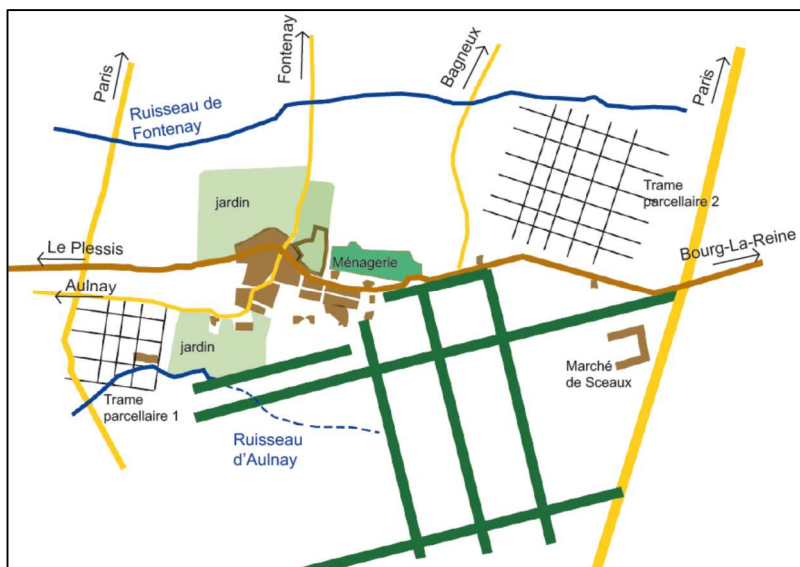 Paris
Fontenay
Bagneux
Paris
Ruisseau de
Fontenay
jardin
Trame
parcellaire 2
Le Plessis
Ménagerie
Bourg-La-Reine
Aulnay
jardin
Marché
de Sceaux
Trame
parcellaire 1
Ruisseau
d'Aulnay